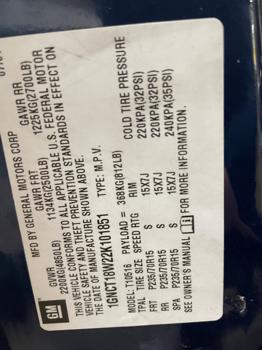 MFD BY GENERAL MOTORS CORP 07/01
GVWR GAWR FRT GAWR RR
2200KG(4850LB) 1134KG(2500LB) 1225KG(2700LB)
THIS VEHICLE CONFORMS TO ALL APPLICABLE U.S. FEDERAL MOTOR
VEHICLE SAFETY AND THEFT PREVENTION STANDARDS IN EFFECT ON
THE DATE OF MANUFACTURE SHOWN ABOVE.
1GNCT18W22K101851 TYPE: M.P.V.
MODEL: T10516 PAYLOAD = 368KG(812LB)
TPAL TIRE SIZE SPEED RTG RIM COLD TIRE PRESSURE
FRT P235/70R15 S 15X7J 220KPA(32PSI)
RR P235/70R15 S 15X7J 220KPA(32PSI)
SPA P235/70R15 S 15X7J 240KPA(35PSI)
SEE OWNER'S MANUAL FOR MORE INFORMATION.
GM